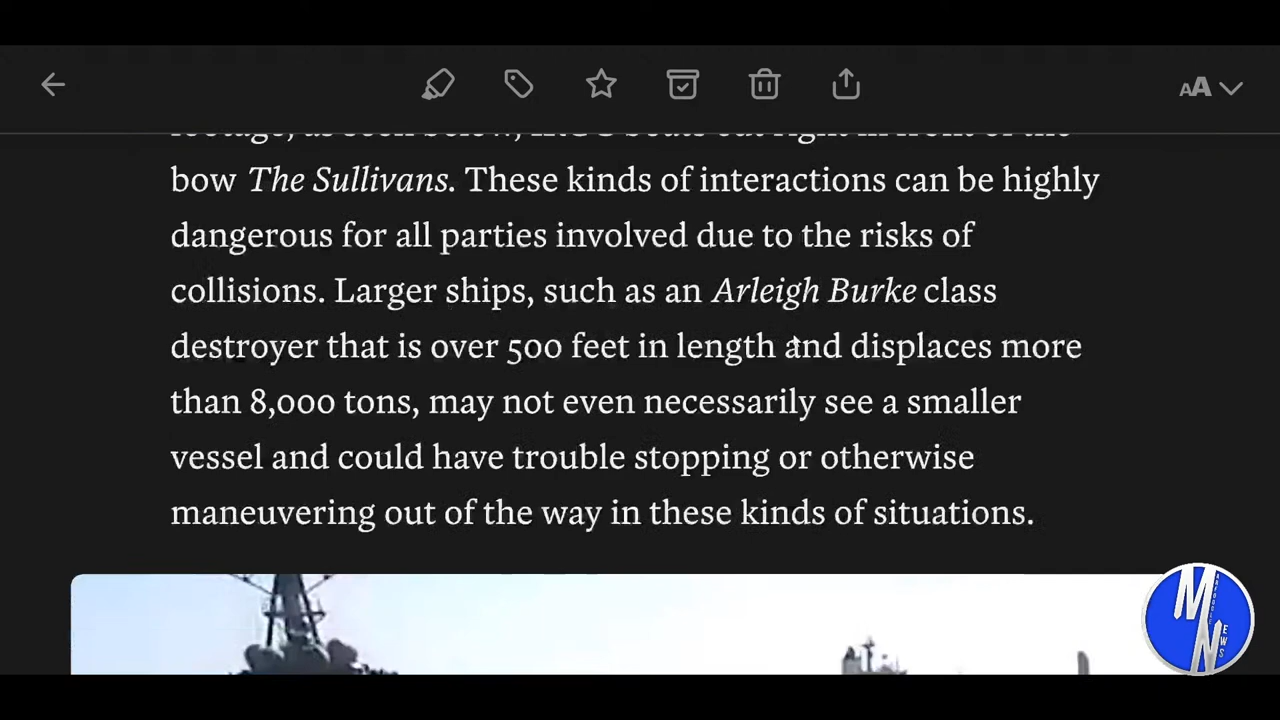 bow The Sullivans. These kinds of interactions can be highly
dangerous for all parties involved due to the risks of
collisions. Larger ships, such as an Arleigh Burke class
destroyer that is over 500 feet in length and displaces more
than 8,000 tons, may not even necessarily see a smaller
vessel and could have trouble stopping or otherwise
maneuvering out of the way in these kinds of situations.
AA
M
N
EWS